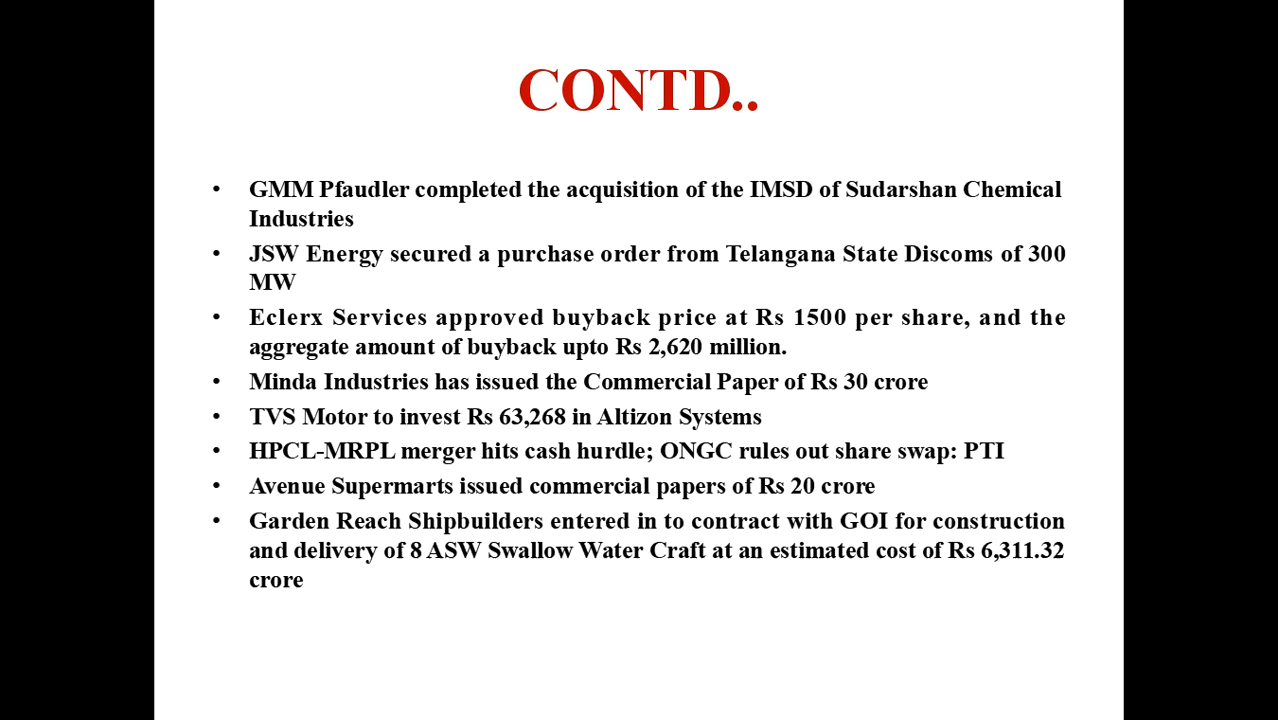 CONTD..
• GMM Pfaudler completed the acquisition of the IMSD of Sudarshan Chemical
Industries
• JSW Energy secured a purchase order from Telangana State Discoms of 300
MW
• Eclerx Services approved buyback price at Rs 1500 per share, and the
aggregate amount of buyback upto Rs 2,620 million.
• Minda Industries has issued the Commercial Paper of Rs 30 crore
• TVS Motor to invest Rs 63,268 in Altizon Systems
• HPCL-MRPL merger hits cash hurdle; ONGC rules out share swap: PTI
• Avenue Supermarts issued commercial papers of Rs 20 crore
• Garden Reach Shipbuilders entered in to contract with GOI for construction
and delivery of 8 ASW Swallow Water Craft at an estimated cost of Rs 6,311.32
crore